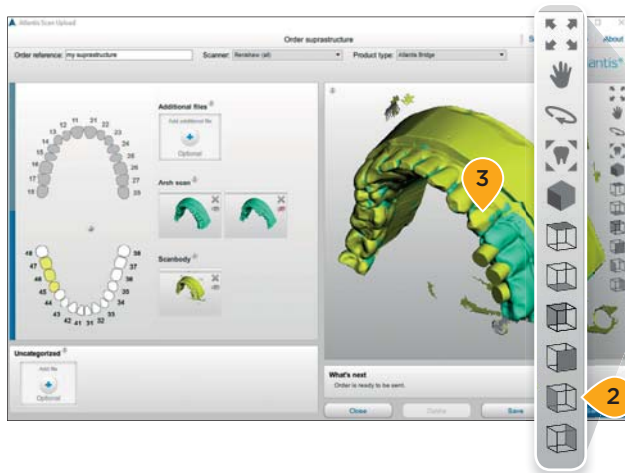 Atlantis Scan Upload
Order suprastructure
About
Order reference: my suprastructure
Scanner: Renishaw (all)
Product type: Atlantis Bridge
antis®
Additional files
Add additional file
Optional
Arch scan
Scanbody
11 21
12 22
13 23
14 24
15 25
16 26
17 27
18 28
48 38
47 37
46 36
45 35
44 34
43 33
42 41 31 32
3
2
Uncategorized
Add file
Optional
What's next
Order is ready to be sent.
Close
Delete
Save